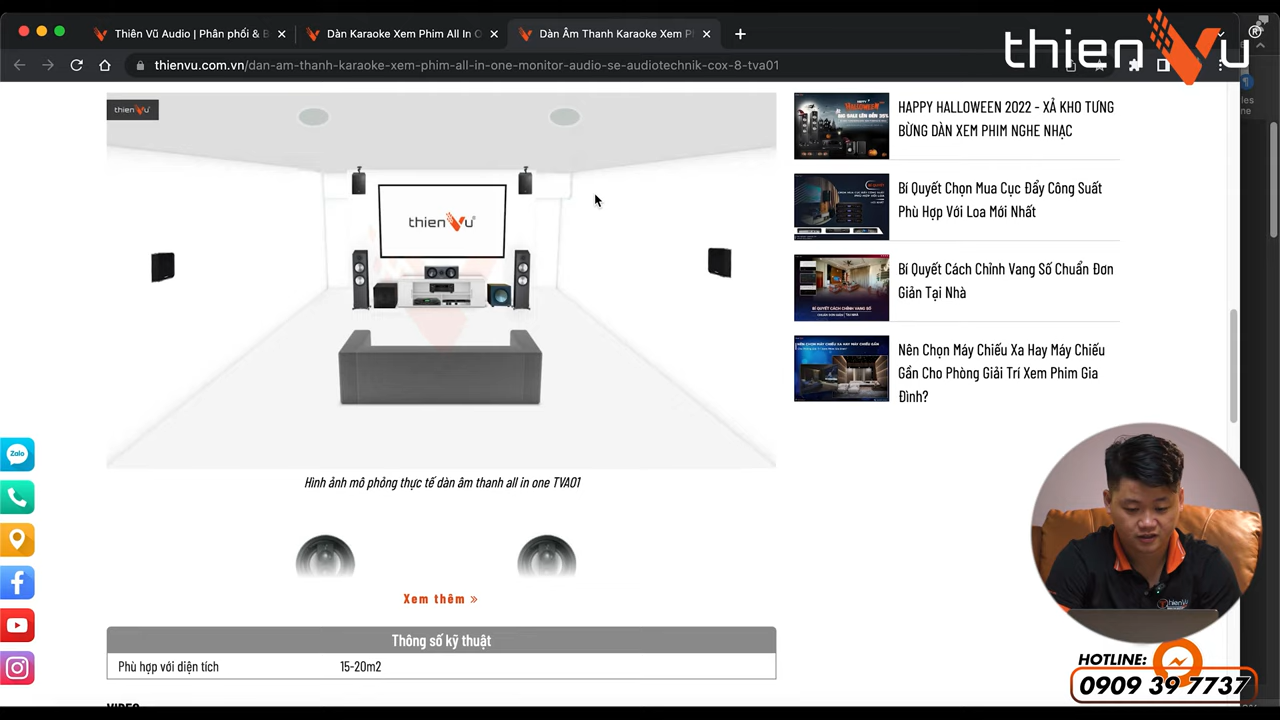 Thiên Vũ Audio | Phân phối & B
Dàn Karaoke Xem Phim All In O
Dàn Âm Thanh Karaoke Xem P
thienvu
thienvu.com.vn/dan-am-thanh-karaoke-xem-phim-all-in-one-monitor-audio-se-audiotechnik-cox-8-tva01
thienvu
thienvu
HAPPY HALLOWEEN 2022 - XẢ KHO TƯNG
BỪNG DÀN XEM PHIM NGHE NHẠC
Bí Quyết Chọn Mua Cục Đẩy Công Suất
Phù Hợp Với Loa Mới Nhất
Bí Quyết Cách Chỉnh Vang Số Chuẩn Đơn
Giản Tại Nhà
Nên Chọn Máy Chiếu Xa Hay Máy Chiếu
Gần Cho Phòng Giải Trí Xem Phim Gia
Đình?
Zalo
Hình ảnh mô phỏng thực tế dàn âm thanh all in one TVA01
Xem thêm »
Thông số kỹ thuật
Phù hợp với diện tích 15-20m2
VIDEO
ThienVu
HOTLINE:
0909 39 7737